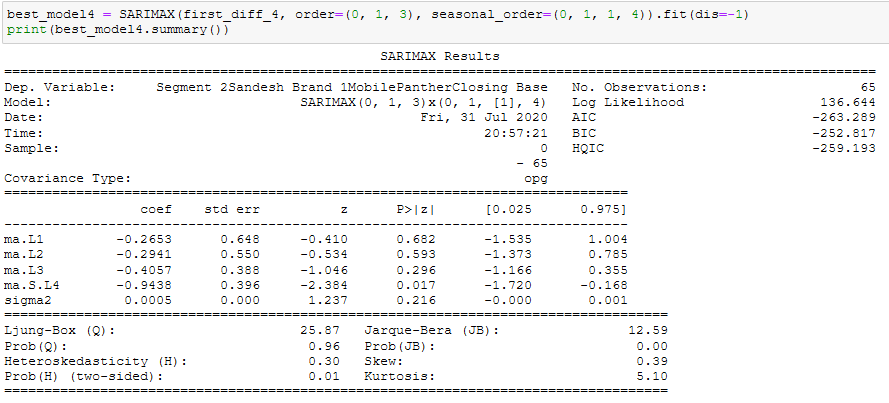 best_model4 = SARIMAX(first_diff_4, order=(0, 1, 3), seasonal_order=(0, 1, 1, 4)).fit(dis=-1)
print(best_model4.summary())
SARIMAX Results
==========================================================================================
Dep. Variable: Segment 2Sandesh Brand 1MobilePantherClosing Base No. Observations: 65
Model: SARIMAX(0, 1, 3)x(0, 1, [1], 4) Log Likelihood 136.644
Date: Fri, 31 Jul 2020 AIC -263.289
Time: 20:57:21 BIC -252.817
Sample: 0 HQIC -259.193
- 65
Covariance Type: opg
==============================================================================
coef std err z P>|z| [0.025 0.975]
------------------------------------------------------------------------------
ma.L1 -0.2653 0.648 -0.410 0.682 -1.535 1.004
ma.L2 -0.2941 0.550 -0.534 0.593 -1.373 0.785
ma.L3 -0.4057 0.388 -1.046 0.296 -1.166 0.355
ma.S.L4 -0.9438 0.396 -2.384 0.017 -1.720 -0.168
sigma2 0.0005 0.000 1.237 0.216 -0.000 0.001
===================================================================================
Ljung-Box (Q): 25.87 Jarque-Bera (JB): 12.59
Prob(Q): 0.96 Prob(JB): 0.00
Heteroskedasticity (H): 0.30 Skew: 0.39
Prob(H) (two-sided): 0.01 Kurtosis: 5.10
===================================================================================